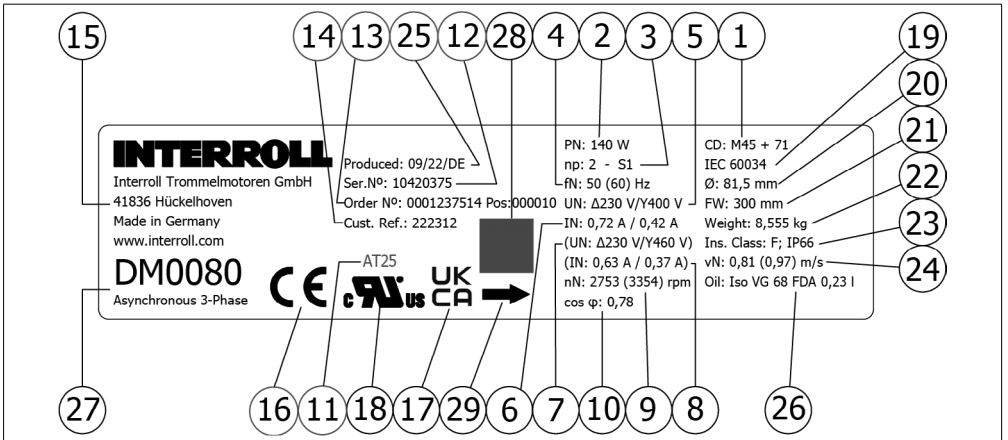 15 14 13 25 12 28 4 2 3 5 1 19
20
21
22
23
24
INTERROLL
Interroll Trommelmotoren GmbH
41836 Hückelhoven
Made in Germany
www.interroll.com
DM0080
Asynchronous 3-Phase
Produced: 09/22/DE
Ser.Nº: 10420375
Order Nº: 0001237514 Pos:000010
Cust. Ref.: 222312
AT25
CE
c RU US
UK
CA
PN: 140 W
np: 2 - S1
fN: 50 (60) Hz
UN: Δ230 V/Y400 V
IN: 0,72 A / 0,42 A
(UN: Δ230 V/Y460 V)
(IN: 0,63 A / 0,37 A)
nN: 2753 (3354) rpm
cos φ: 0,78
CD: M45 + 71
IEC 60034
Ø: 81,5 mm
FW: 300 mm
Weight: 8,555 kg
Ins. Class: F; IP66
vN: 0,81 (0,97) m/s
Oil: Iso VG 68 FDA 0,23 l
27 16 11 18 17 29 6 7 10 9 8 26